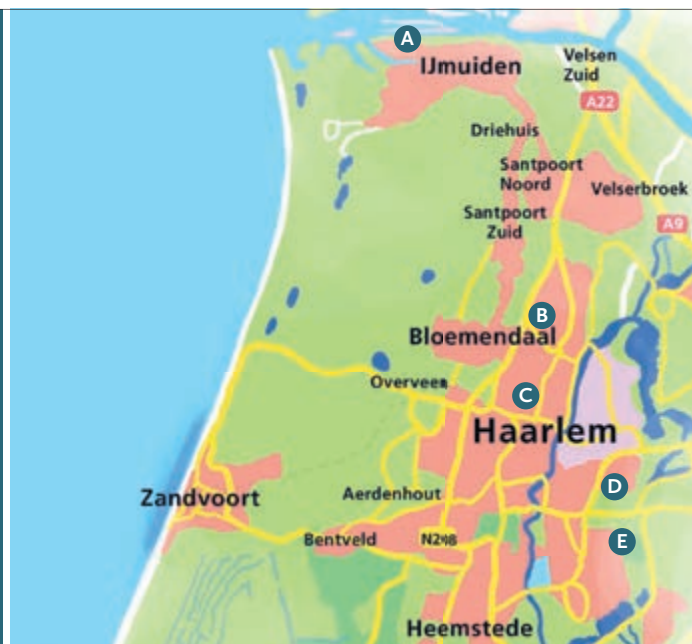 A
IJmuiden
Velsen
Zuid
A22
Driehuis
Santpoort
Noord
Velserbroek
Santpoort
Zuid
A9
B
Bloemendaal
Overveen
C
Haarlem
D
Zandvoort
Aerdenhout
Bentveld
N208
E
Heemstede